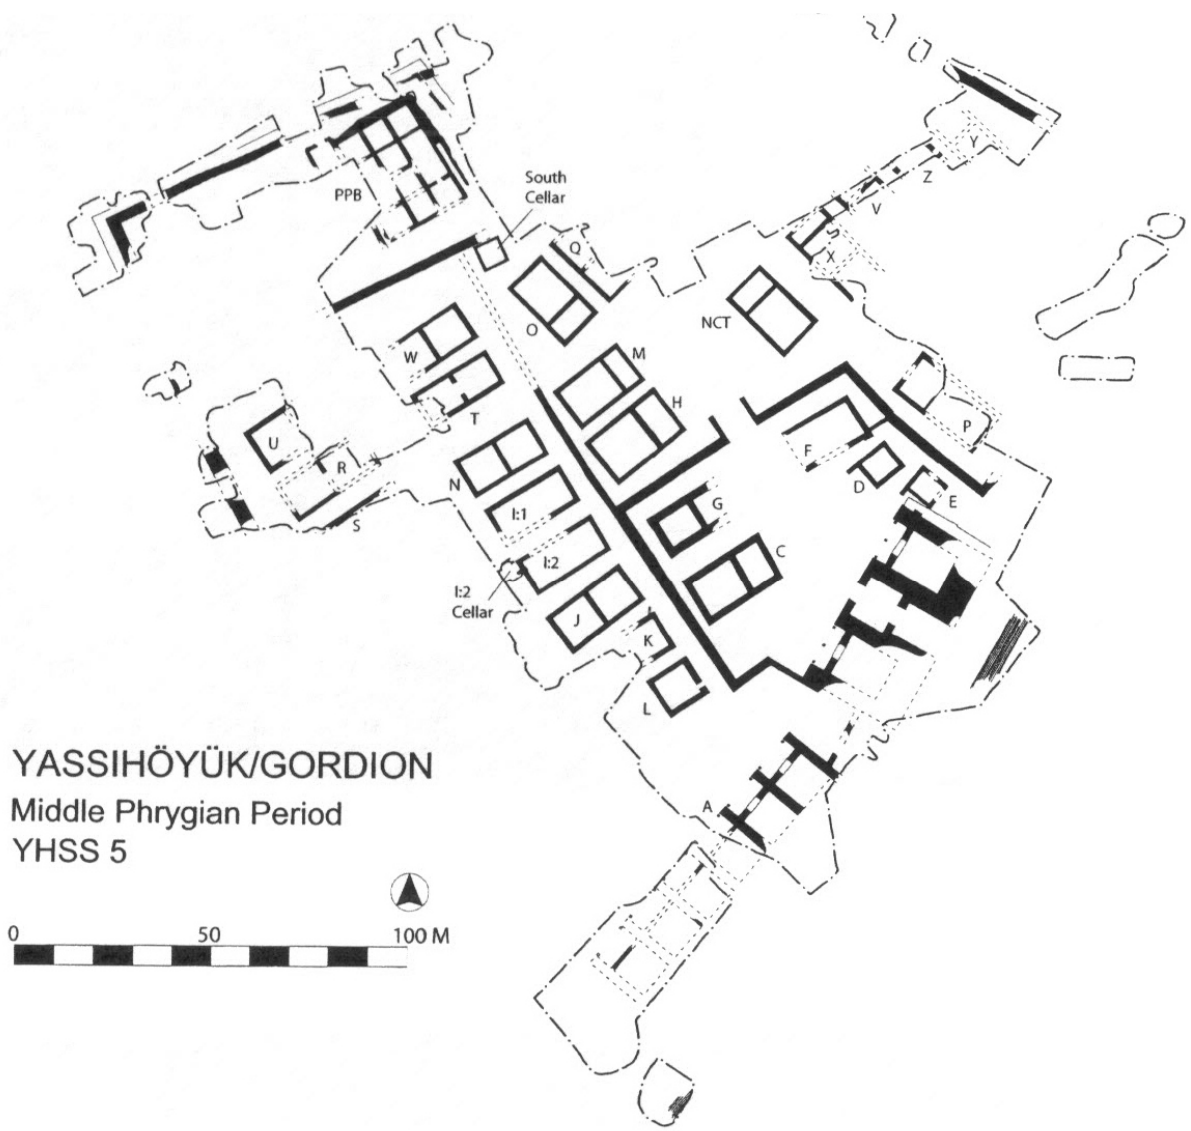 South
Cellar
PPB
Y
Z
V
Q
X
O
NCT
W
M
T
H
P
U
R
N
F
D
E
S
I:1
G
I:2
C
I:2
Cellar
J
K
L
A
YASSIHÖYÜK/GORDION
Middle Phrygian Period
YHSS 5
0 50 100 M